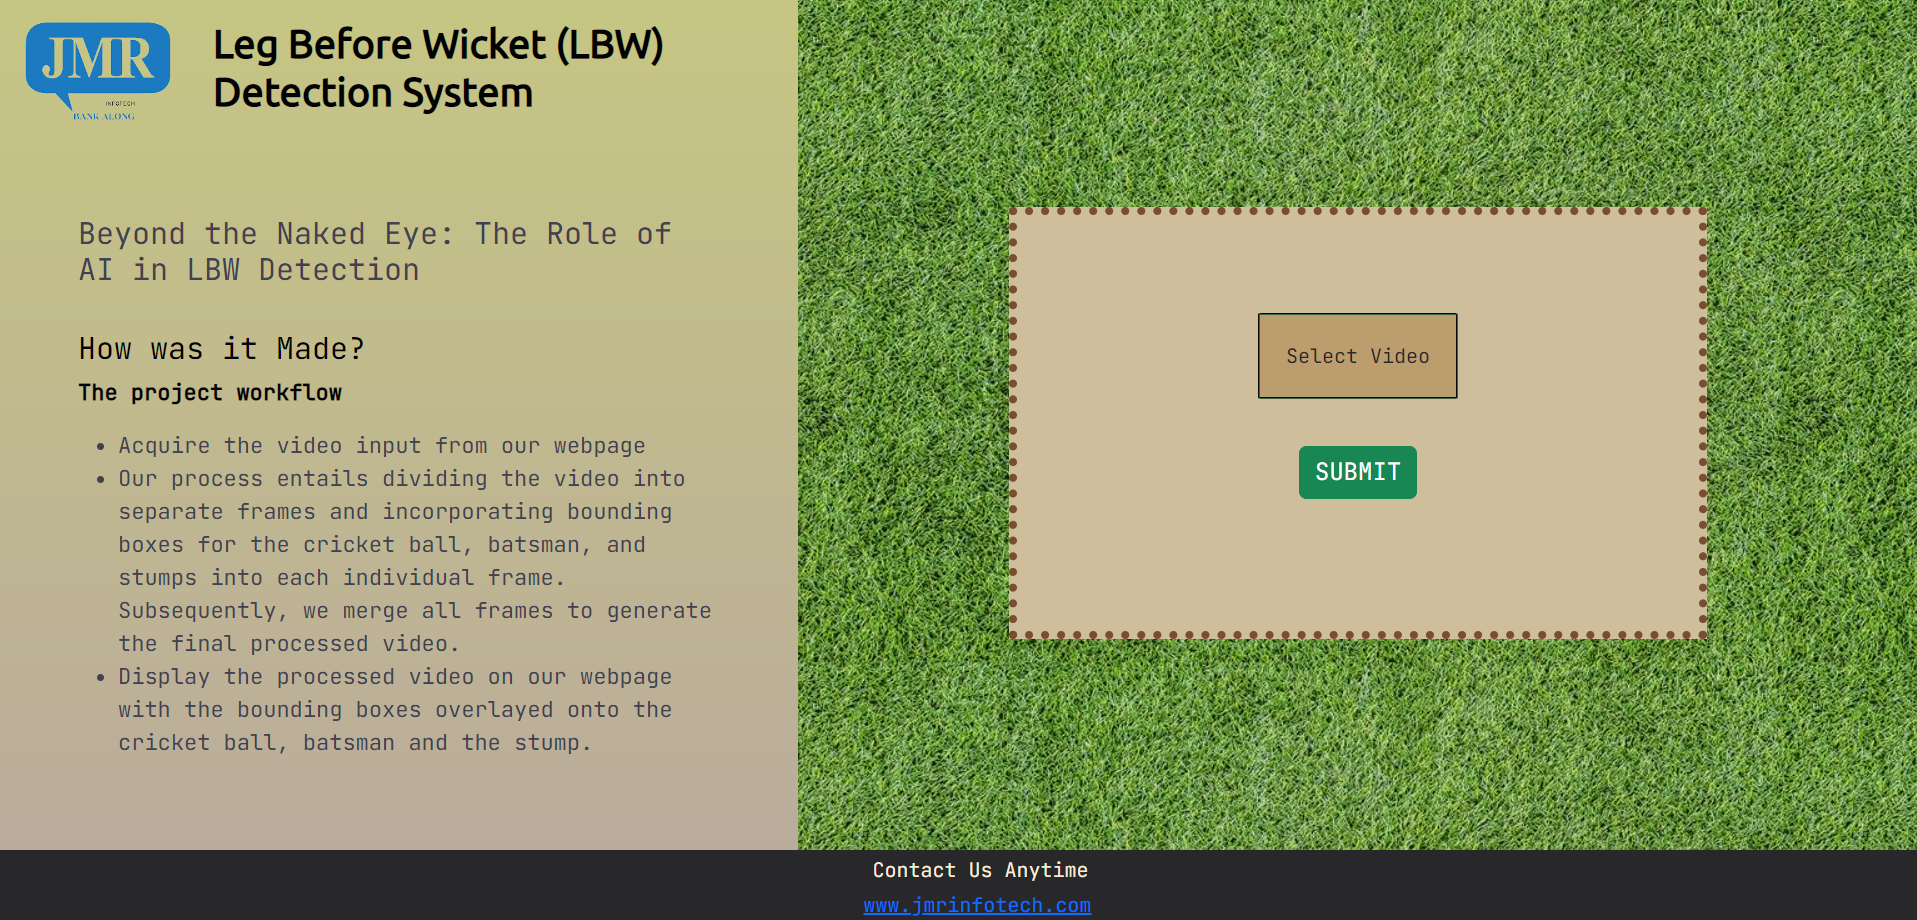 JMR
INFOTECH
BANK ALONG
Leg Before Wicket (LBW)
Detection System
Beyond the Naked Eye: The Role of
AI in LBW Detection
How was it Made?
The project workflow
• Acquire the video input from our webpage
• Our process entails dividing the video into
separate frames and incorporating bounding
boxes for the cricket ball, batsman, and
stumps into each individual frame.
Subsequently, we merge all frames to generate
the final processed video.
• Display the processed video on our webpage
with the bounding boxes overlayed onto the
cricket ball, batsman and the stump.
Select Video
SUBMIT
Contact Us Anytime
www.jmrinfotech.com